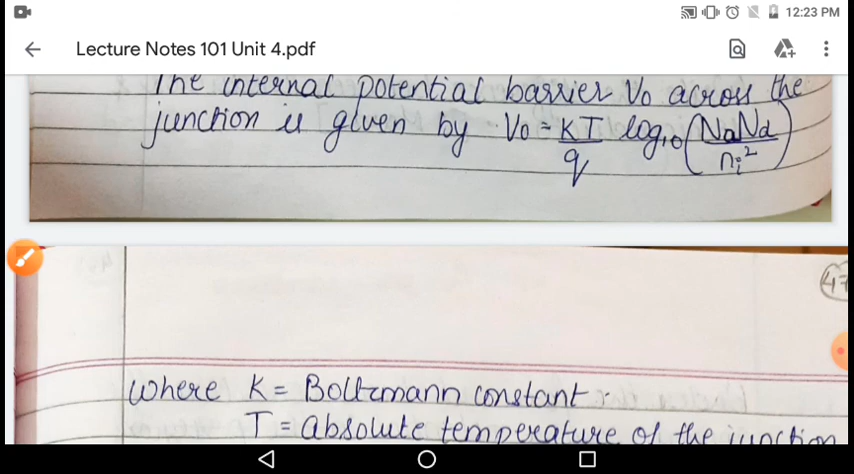 12:23 PM
Lecture Notes 101 Unit 4.pdf
The internal potential barrier V₀ across the
junction is given by V₀ = KT/q log₁₀(NaNd/nᵢ²)
47
where K = Boltzmann constant
T = absolute temperature of the junction